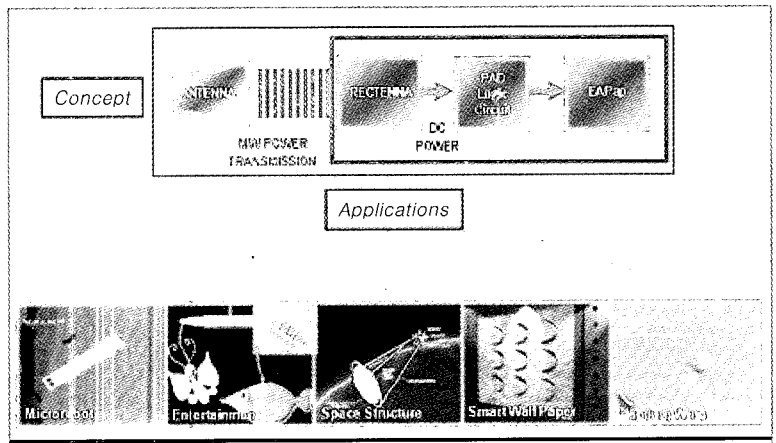 Concept
ANTENNA
RECTENNA
PAD
Logic
Circuit
EAPap
MW POWER
TRANSMISSION
DC
POWER
Applications
Microrobot
Entertainment
Space Structure
Smart Wall Paper